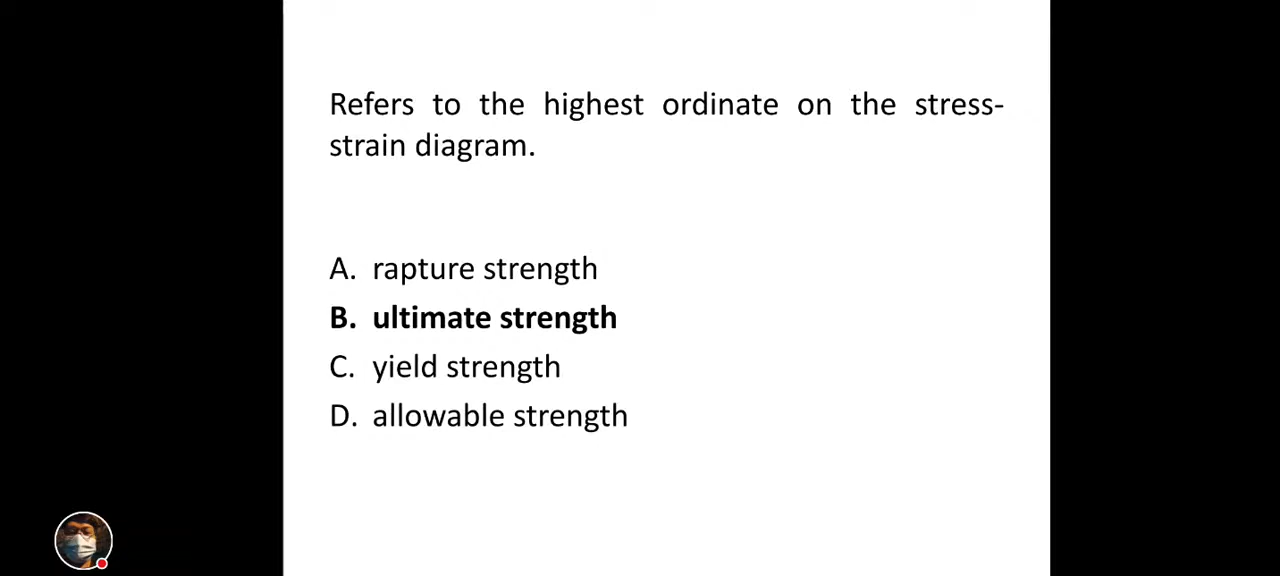 Refers to the highest ordinate on the stress-
strain diagram.
A. rapture strength
B. ultimate strength
C. yield strength
D. allowable strength